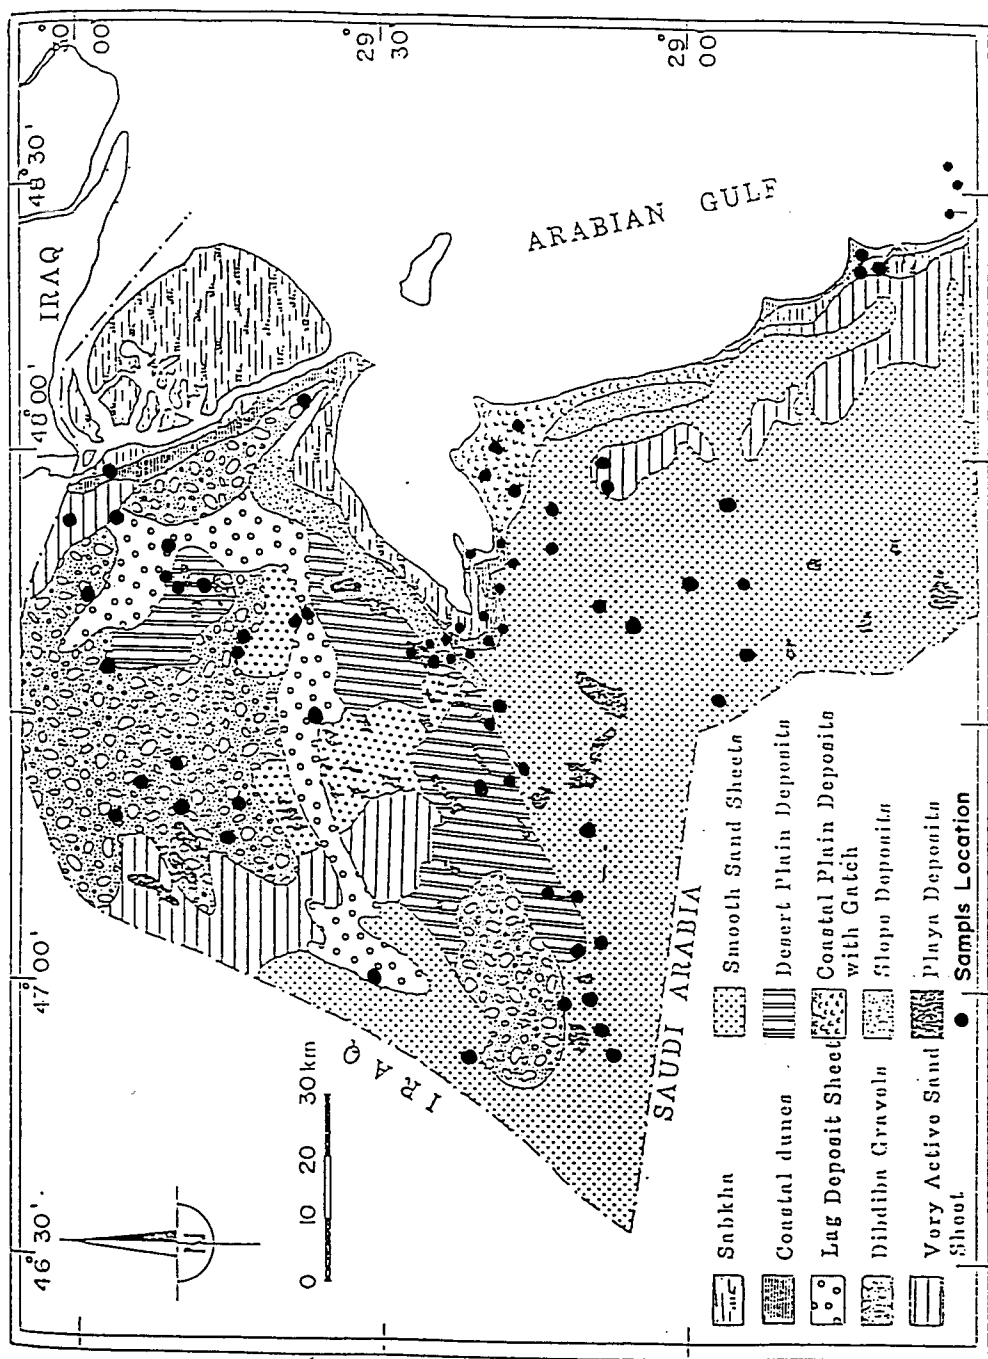 46°30'
47°00'
48°00'
48°30'
30°00'
IRAQ
29°30'
ARABIAN GULF
29°00'
N
0 10 20 30km
IRAQ
SAUDI ARABIA
Sabkha
Coastal dunes
Lag Deposit Sheet
Dibdiba Gravels
Very Active Sand
Sheet
Smooth Sand Sheets
Desert Plain Deposits
Coastal Plain Deposits
with Gatch
Slope Deposits
Playa Deposits
Sampls Location